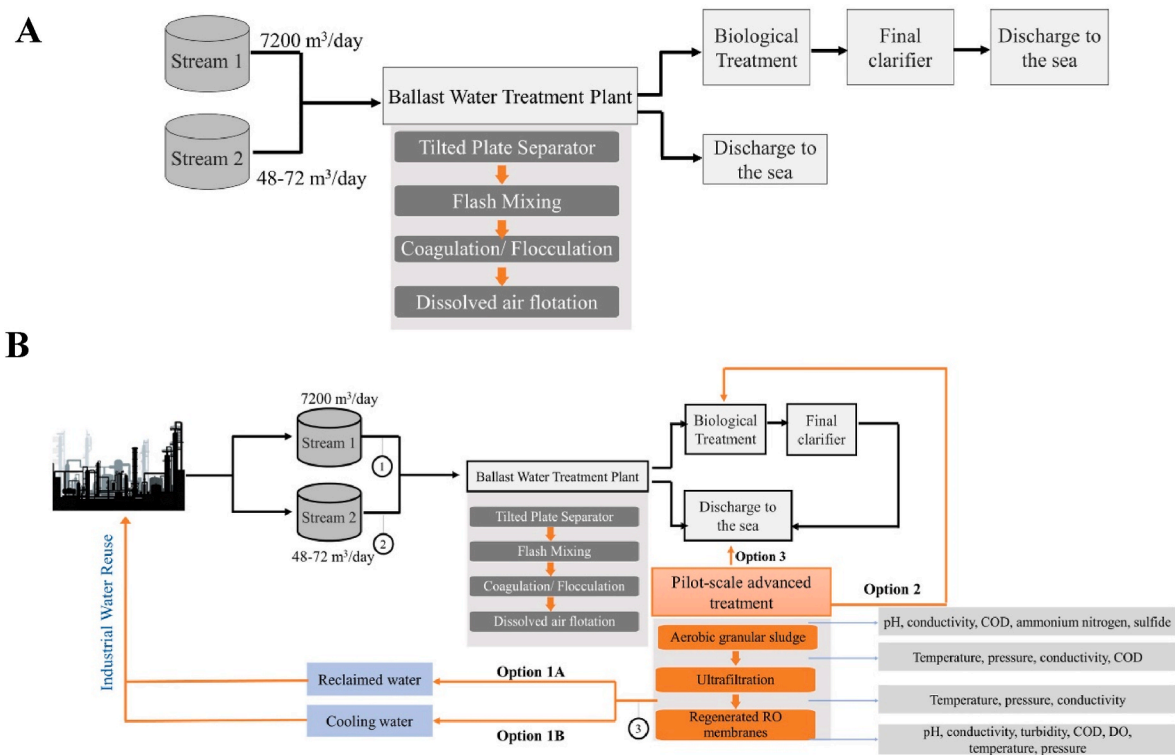 A
7200 m³/day
Stream 1
Stream 2
48-72 m³/day
Ballast Water Treatment Plant
Tilted Plate Separator
Flash Mixing
Coagulation/ Flocculation
Dissolved air flotation
Biological
Treatment
Final
clarifier
Discharge to
the sea
Discharge to
the sea
B
7200 m³/day
Stream 1
1
Stream 2
2
48-72 m³/day
Ballast Water Treatment Plant
Tilted Plate Separator
Flash Mixing
Coagulation/ Flocculation
Dissolved air flotation
Biological
Treatment
Final
clarifier
Discharge to
the sea
Option 3
Pilot-scale advanced
treatment
Option 2
Aerobic granular sludge
Ultrafiltration
Regenerated RO
membranes
pH, conductivity, COD, ammonium nitrogen, sulfide
Temperature, pressure, conductivity, COD
Temperature, pressure, conductivity
pH, conductivity, turbidity, COD, DO,
temperature, pressure
3
Option 1A
Reclaimed water
Cooling water
Option 1B
Industrial Water Reuse